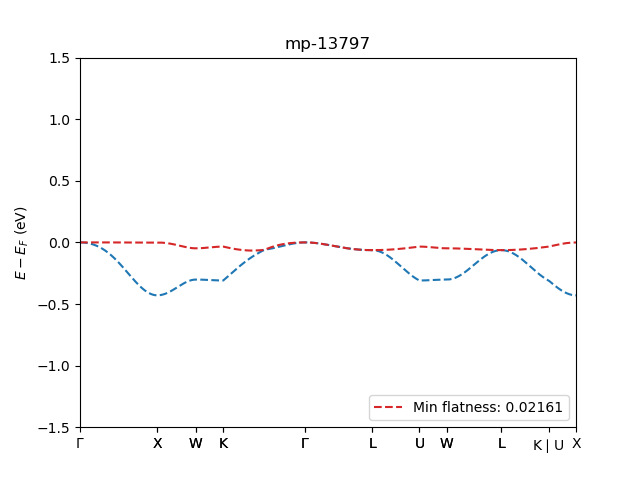 mp-13797
1.5
1.0
0.5
0.0
−0.5
−1.0
−1.5
E − E_F (eV)
Min flatness: 0.02161
Γ X W K Γ L U W L K | U X